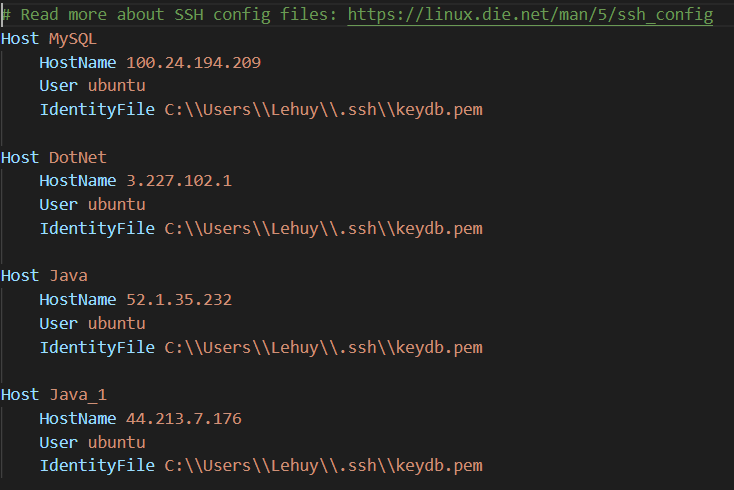 # Read more about SSH config files: https://linux.die.net/man/5/ssh_config
Host MySQL
    HostName 100.24.194.209
    User ubuntu
    IdentityFile C:\\Users\\Lehuy\\.ssh\\keydb.pem

Host DotNet
    HostName 3.227.102.1
    User ubuntu
    IdentityFile C:\\Users\\Lehuy\\.ssh\\keydb.pem

Host Java
    HostName 52.1.35.232
    User ubuntu
    IdentityFile C:\\Users\\Lehuy\\.ssh\\keydb.pem

Host Java_1
    HostName 44.213.7.176
    User ubuntu
    IdentityFile C:\\Users\\Lehuy\\.ssh\\keydb.pem